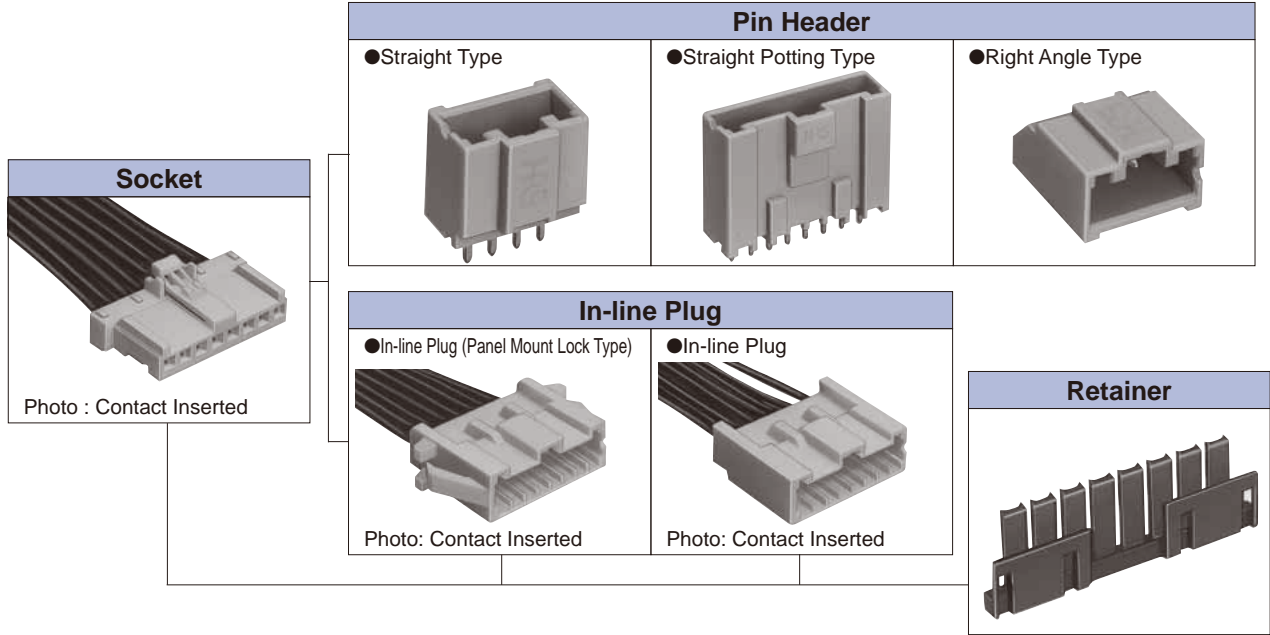 Pin Header
●Straight Type
●Straight Potting Type
●Right Angle Type
Socket
Photo : Contact Inserted
In-line Plug
●In-line Plug (Panel Mount Lock Type)
●In-line Plug
Photo: Contact Inserted
Photo: Contact Inserted
Retainer